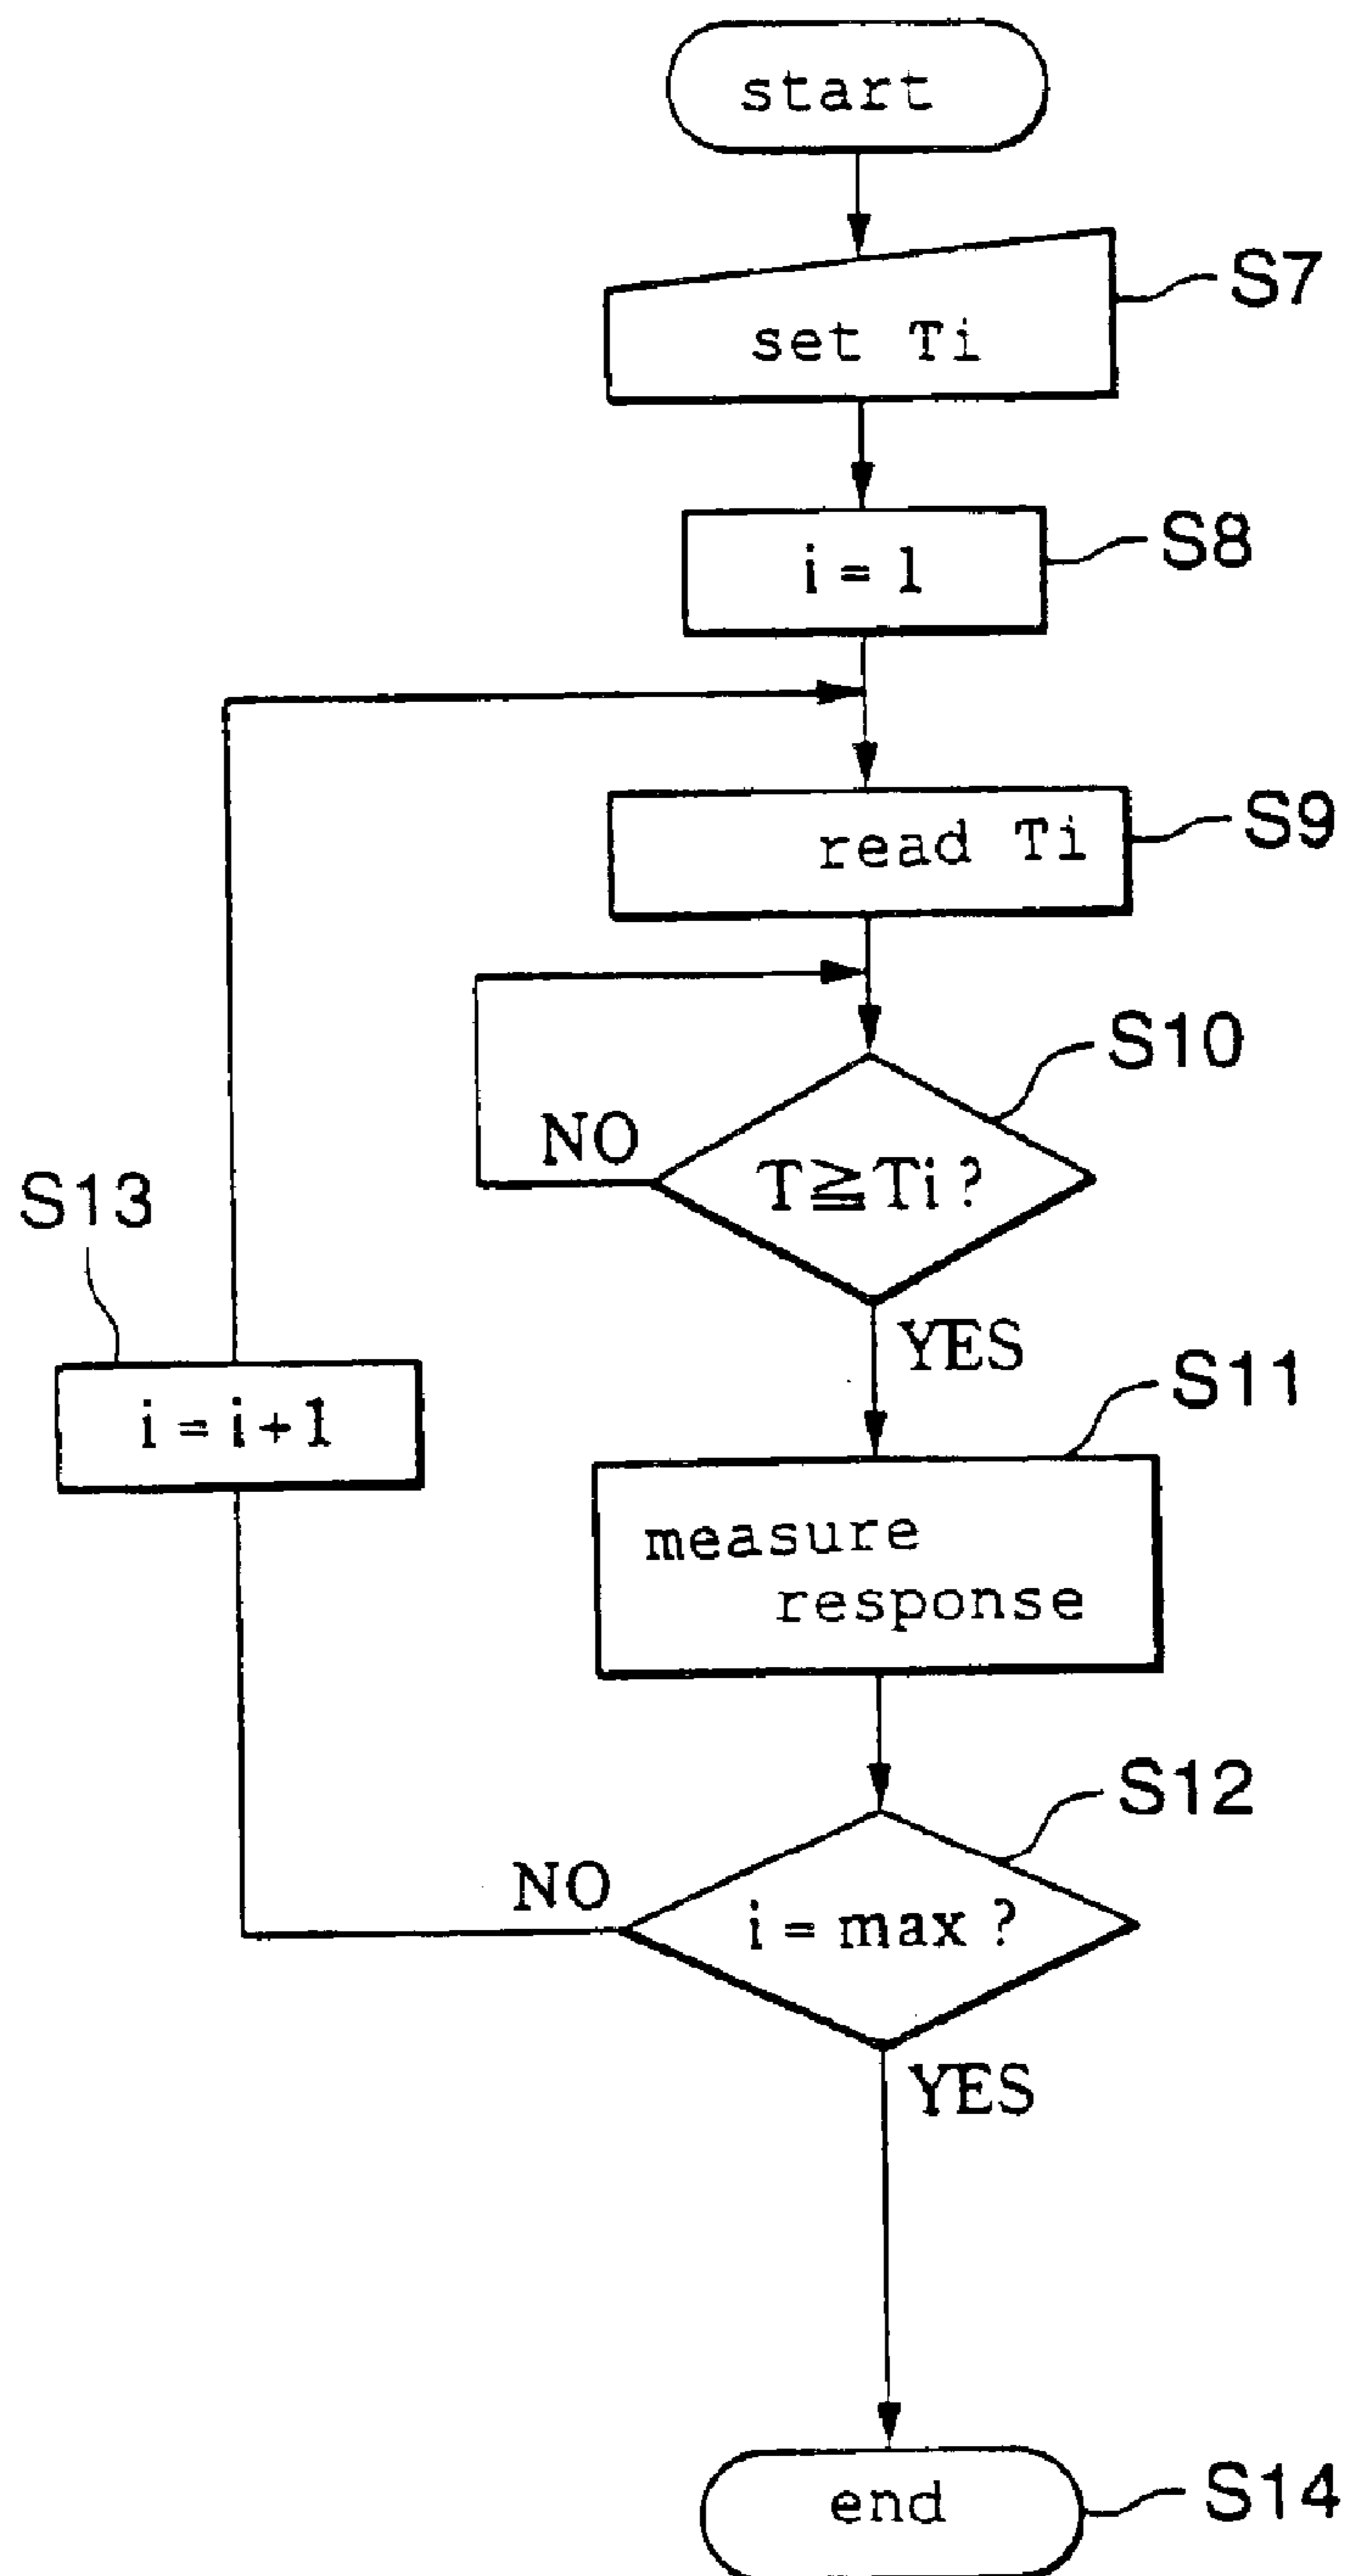 start
S7
set Ti
S8
i = 1
S9
read Ti
S10
NO
T≧Ti ?
S13
YES
S11
i = i + 1
measure
response
S12
NO
i = max ?
YES
end
S14